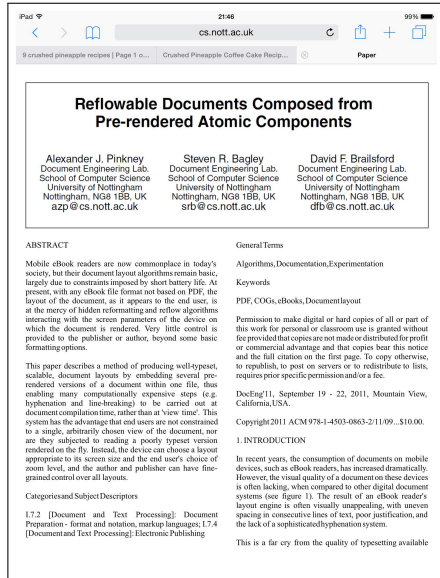 iPad
21:46
99%
cs.nott.ac.uk
9 crushed pineapple recipes | Page 1 o...
Crushed Pineapple Coffee Cake Recip...
Paper
Reflowable Documents Composed from
Pre-rendered Atomic Components
Alexander J. Pinkney
Document Engineering Lab.
School of Computer Science
University of Nottingham
Nottingham, NG8 1BB, UK
azp@cs.nott.ac.uk
Steven R. Bagley
Document Engineering Lab.
School of Computer Science
University of Nottingham
Nottingham, NG8 1BB, UK
srb@cs.nott.ac.uk
David F. Brailsford
Document Engineering Lab.
School of Computer Science
University of Nottingham
Nottingham, NG8 1BB, UK
dfb@cs.nott.ac.uk
ABSTRACT
Mobile eBook readers are now commonplace in today's
society, but their document layout algorithms remain basic,
largely due to constraints imposed by short battery life. At
present, with any eBook file format not based on PDF, the
layout of the document, as it appears to the end user, is
at the mercy of hidden reformatting and reflow algorithms
interacting with the screen parameters of the device on
which the document is rendered. Very little control is
provided to the publisher or author, beyond some basic
formatting options.
This paper describes a method of producing well-typeset,
scalable, document layouts by embedding several pre-
rendered versions of a document within one file, thus
enabling many computationally expensive steps (e.g.
hyphenation and line-breaking) to be carried out at
document compilation time, rather than at 'view time'. This
system has the advantage that end users are not constrained
to a single, arbitrarily chosen view of the document, nor
are they subjected to reading a poorly typeset version
rendered on the fly. Instead, the device can choose a layout
appropriate to its screen size and the end user's choice of
zoom level, and the author and publisher can have fine-
grained control over all layouts.
Categories and Subject Descriptors
I.7.2 [Document and Text Processing]: Document
Preparation - format and notation, markup languages; I.7.4
[Document and Text Processing]: Electronic Publishing
General Terms
Algorithms, Documentation, Experimentation
Keywords
PDF, COGs, eBooks, Document layout
Permission to make digital or hard copies of all or part of
this work for personal or classroom use is granted without
fee provided that copies are not made or distributed for profit
or commercial advantage and that copies bear this notice
and the full citation on the first page. To copy otherwise,
to republish, to post on servers or to redistribute to lists,
requires prior specific permission and/or a fee.
DocEng'11, September 19 - 22, 2011, Mountain View,
California, USA.
Copyright 2011 ACM 978-1-4503-0863-2/11/09...$10.00.
1. INTRODUCTION
In recent years, the consumption of documents on mobile
devices, such as eBook readers, has increased dramatically.
However, the visual quality of a document on these devices
is often lacking, when compared to other digital document
systems (see figure 1). The result of an eBook reader's
layout engine is often visually unappealing, with uneven
spacing in consecutive lines of text, poor justification, and
the lack of a sophisticated hyphenation system.
This is a far cry from the quality of typesetting available